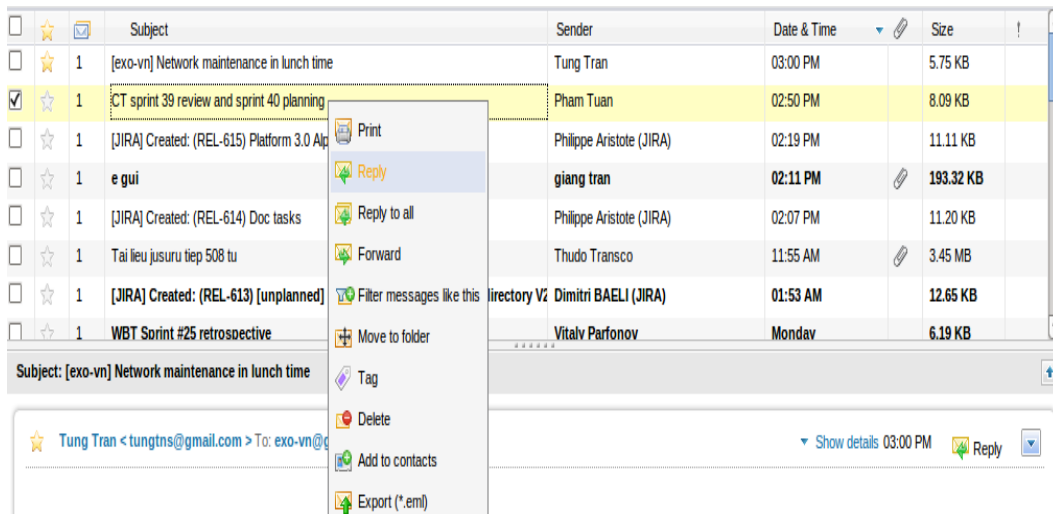 Subject Sender Date & Time Size !
1 [exo-vn] Network maintenance in lunch time Tung Tran 03:00 PM 5.75 KB
1 CT sprint 39 review and sprint 40 planning Pham Tuan 02:50 PM 8.09 KB
1 [JIRA] Created: (REL-615) Platform 3.0 Alp Philippe Aristote (JIRA) 02:19 PM 11.11 KB
1 e gui giang tran 02:11 PM 193.32 KB
1 [JIRA] Created: (REL-614) Doc tasks Philippe Aristote (JIRA) 02:07 PM 11.20 KB
1 Tai lieu jusuru tiep 508 tu Thudo Transco 11:55 AM 3.45 MB
1 [JIRA] Created: (REL-613) [unplanned] irectory V2 Dimitri BAELI (JIRA) 01:53 AM 12.65 KB
1 WBT Sprint #25 retrospective Vitaly Parfonov Monday 6.19 KB
Print
Reply
Reply to all
Forward
Filter messages like this
Move to folder
Tag
Delete
Add to contacts
Export (*.eml)
Subject: [exo-vn] Network maintenance in lunch time
Tung Tran < tungtns@gmail.com > To: exo-vn@g Show details 03:00 PM Reply